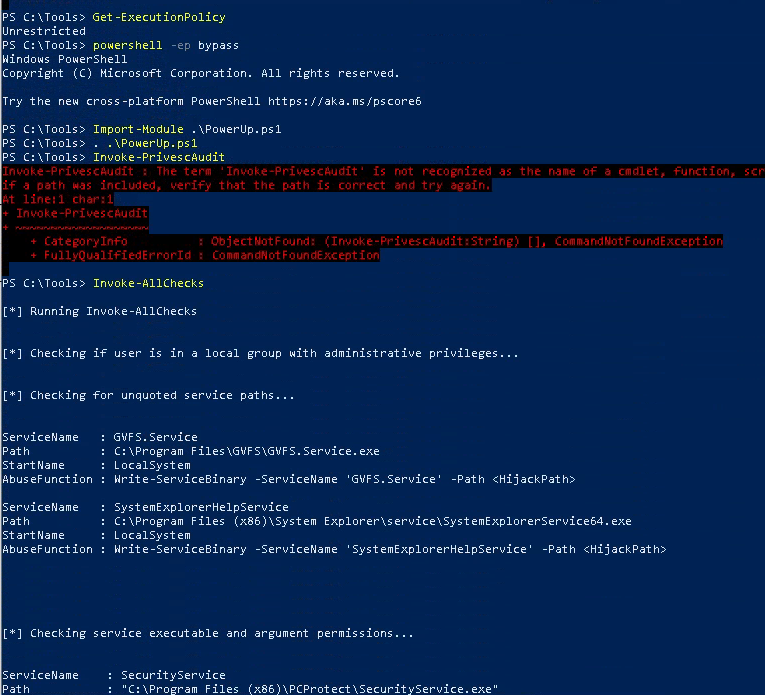 PS C:\Tools> Get-ExecutionPolicy
Unrestricted
PS C:\Tools> powershell -ep bypass
Windows PowerShell
Copyright (C) Microsoft Corporation. All rights reserved.
Try the new cross-platform PowerShell https://aka.ms/pscore6
PS C:\Tools> Import-Module .\PowerUp.ps1
PS C:\Tools> . .\PowerUp.ps1
PS C:\Tools> Invoke-PrivescAudit
Invoke-PrivescAudit : The term 'Invoke-PrivescAudit' is not recognized as the name of a cmdlet, function, scr
if a path was included, verify that the path is correct and try again.
At line:1 char:1
+ Invoke-PrivescAudit
+ ~~~~~~~~~~~~~~~~~~~
    + CategoryInfo          : ObjectNotFound: (Invoke-PrivescAudit:String) [], CommandNotFoundException
    + FullyQualifiedErrorId : CommandNotFoundException
PS C:\Tools> Invoke-AllChecks
[*] Running Invoke-AllChecks
[*] Checking if user is in a local group with administrative privileges...
[*] Checking for unquoted service paths...
ServiceName   : GVFS.Service
Path          : C:\Program Files\GVFS\GVFS.Service.exe
StartName     : LocalSystem
AbuseFunction : Write-ServiceBinary -ServiceName 'GVFS.Service' -Path <HijackPath>
ServiceName   : SystemExplorerHelpService
Path          : C:\Program Files (x86)\System Explorer\service\SystemExplorerService64.exe
StartName     : LocalSystem
AbuseFunction : Write-ServiceBinary -ServiceName 'SystemExplorerHelpService' -Path <HijackPath>
[*] Checking service executable and argument permissions...
ServiceName    : SecurityService
Path           : "C:\Program Files (x86)\PCProtect\SecurityService.exe"